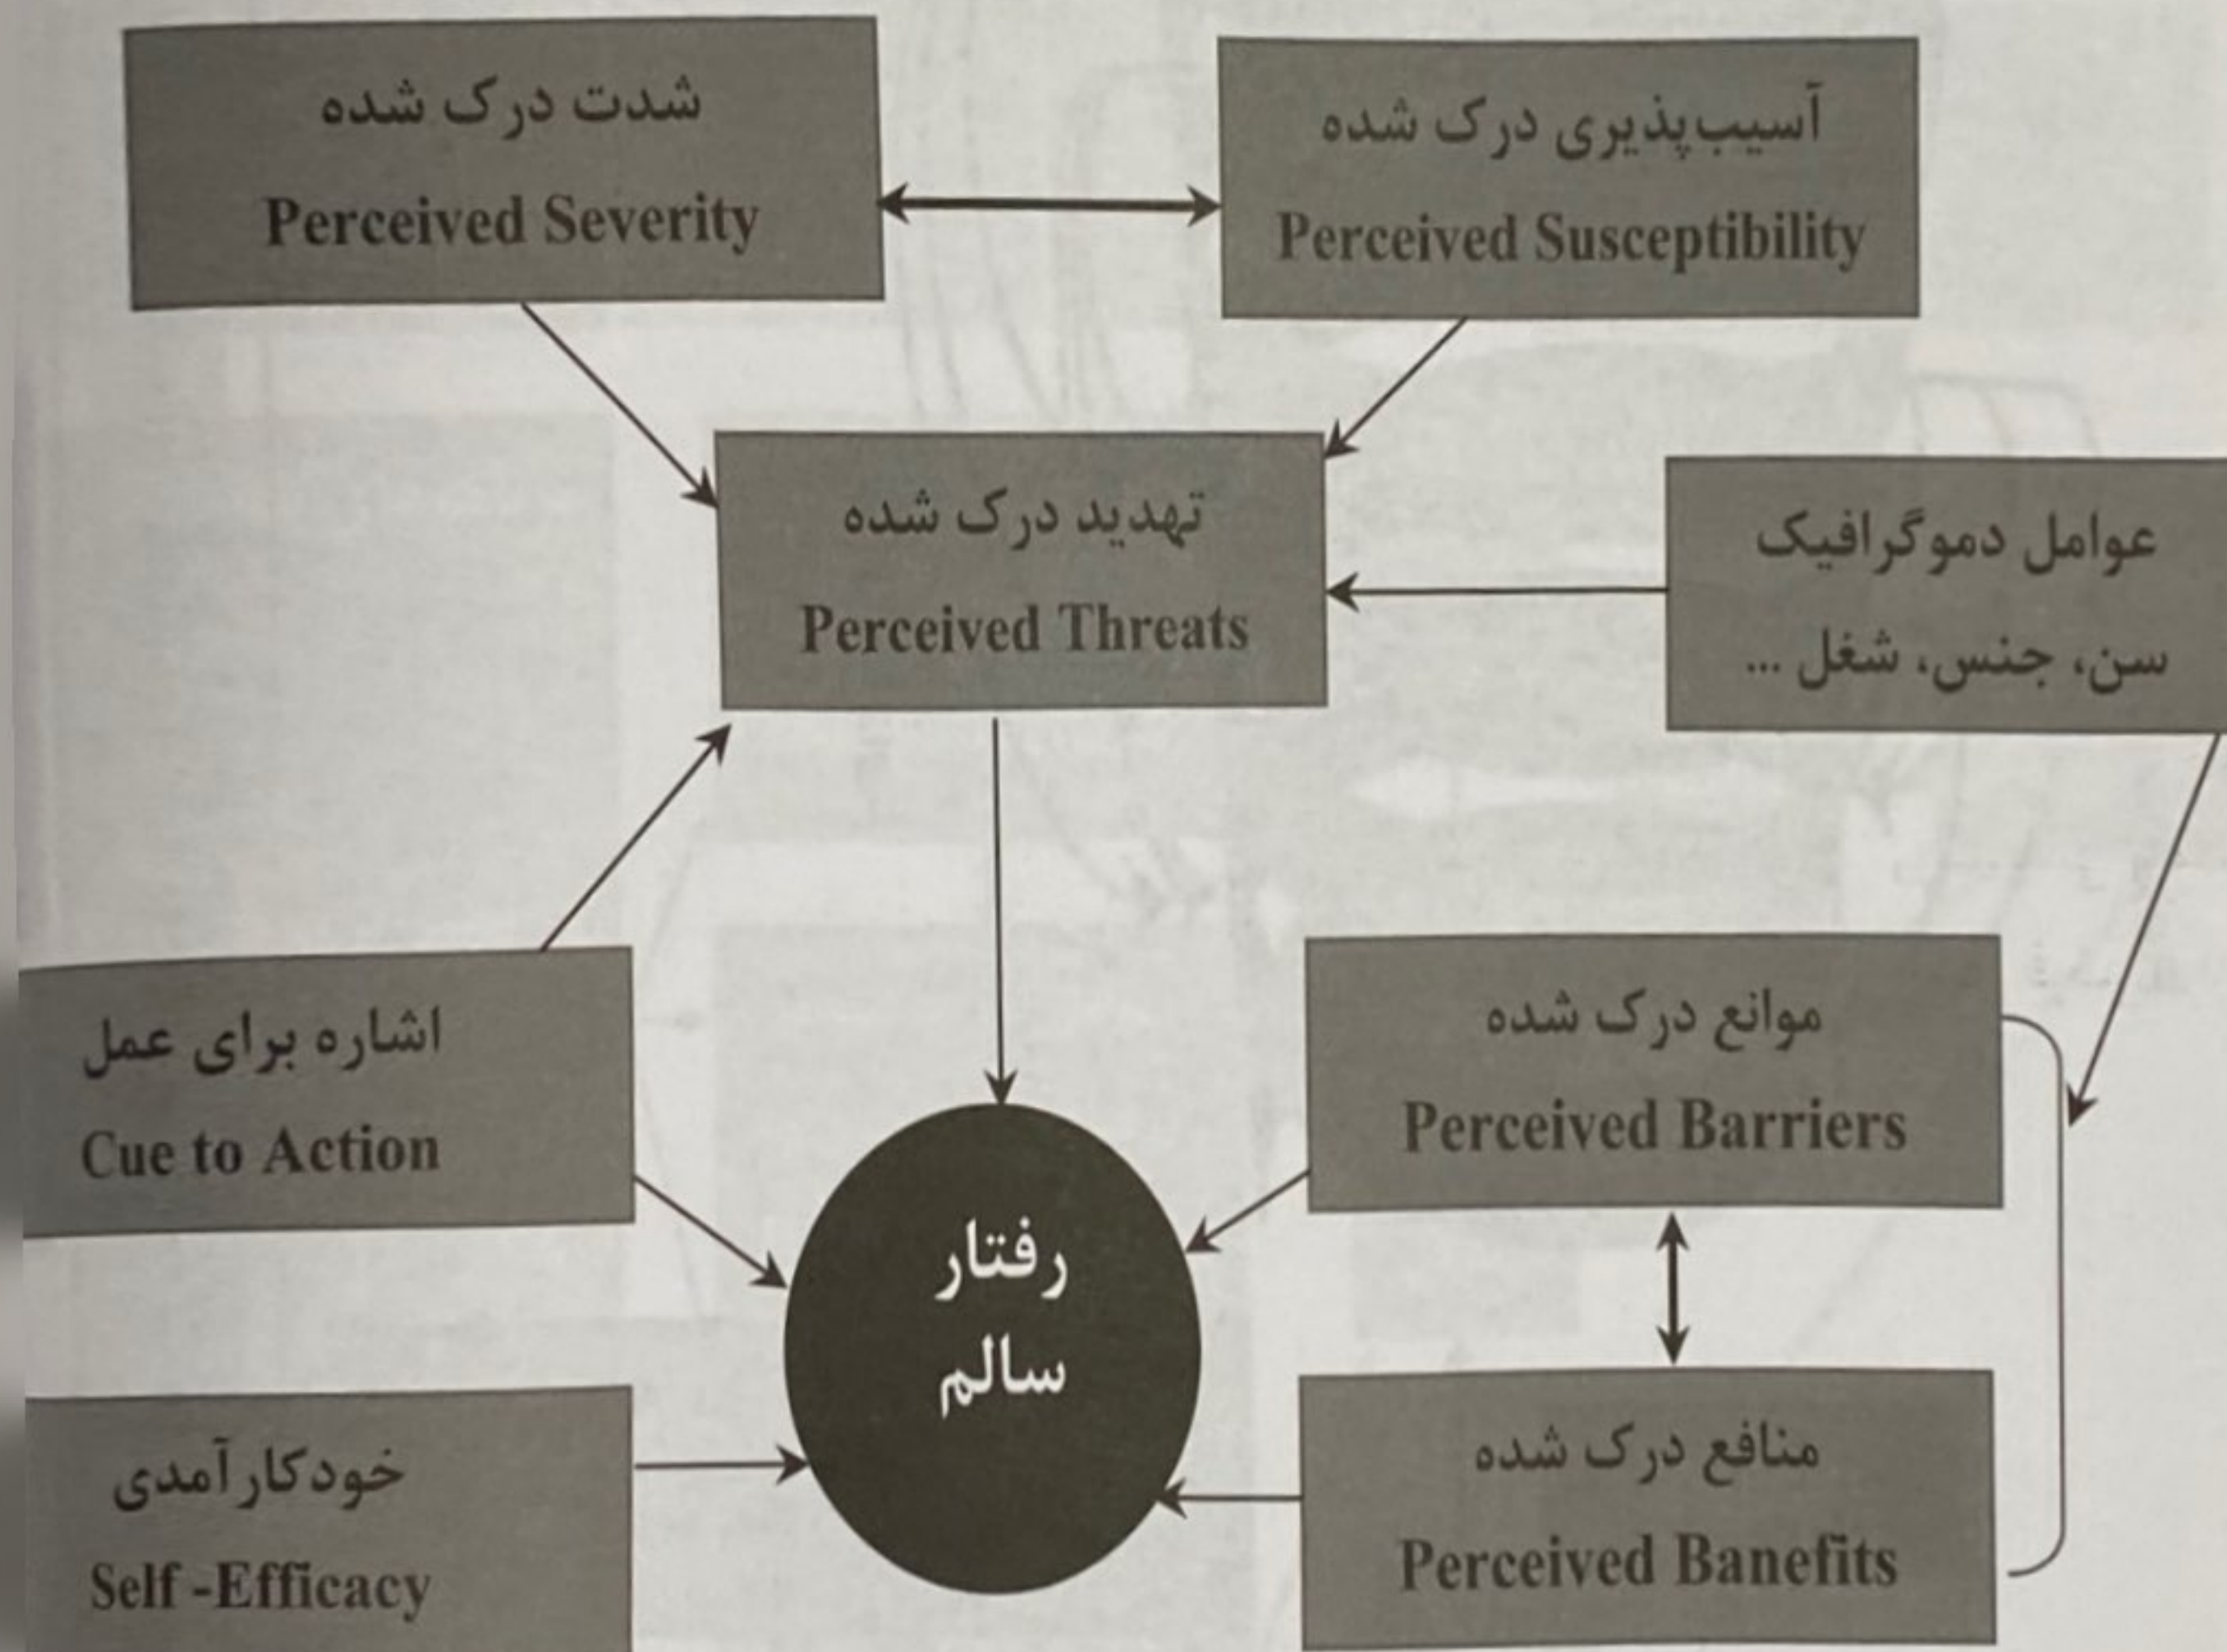 شدت درک شده
Perceived Severity
آسیب‌پذیری درک شده
Perceived Susceptibility
تهدید درک شده
Perceived Threats
عوامل دموگرافیک
سن، جنس، شغل ...
اشاره برای عمل
Cue to Action
موانع درک شده
Perceived Barriers
رفتار
سالم
خودکارآمدی
Self -Efficacy
منافع درک شده
Perceived Banefits